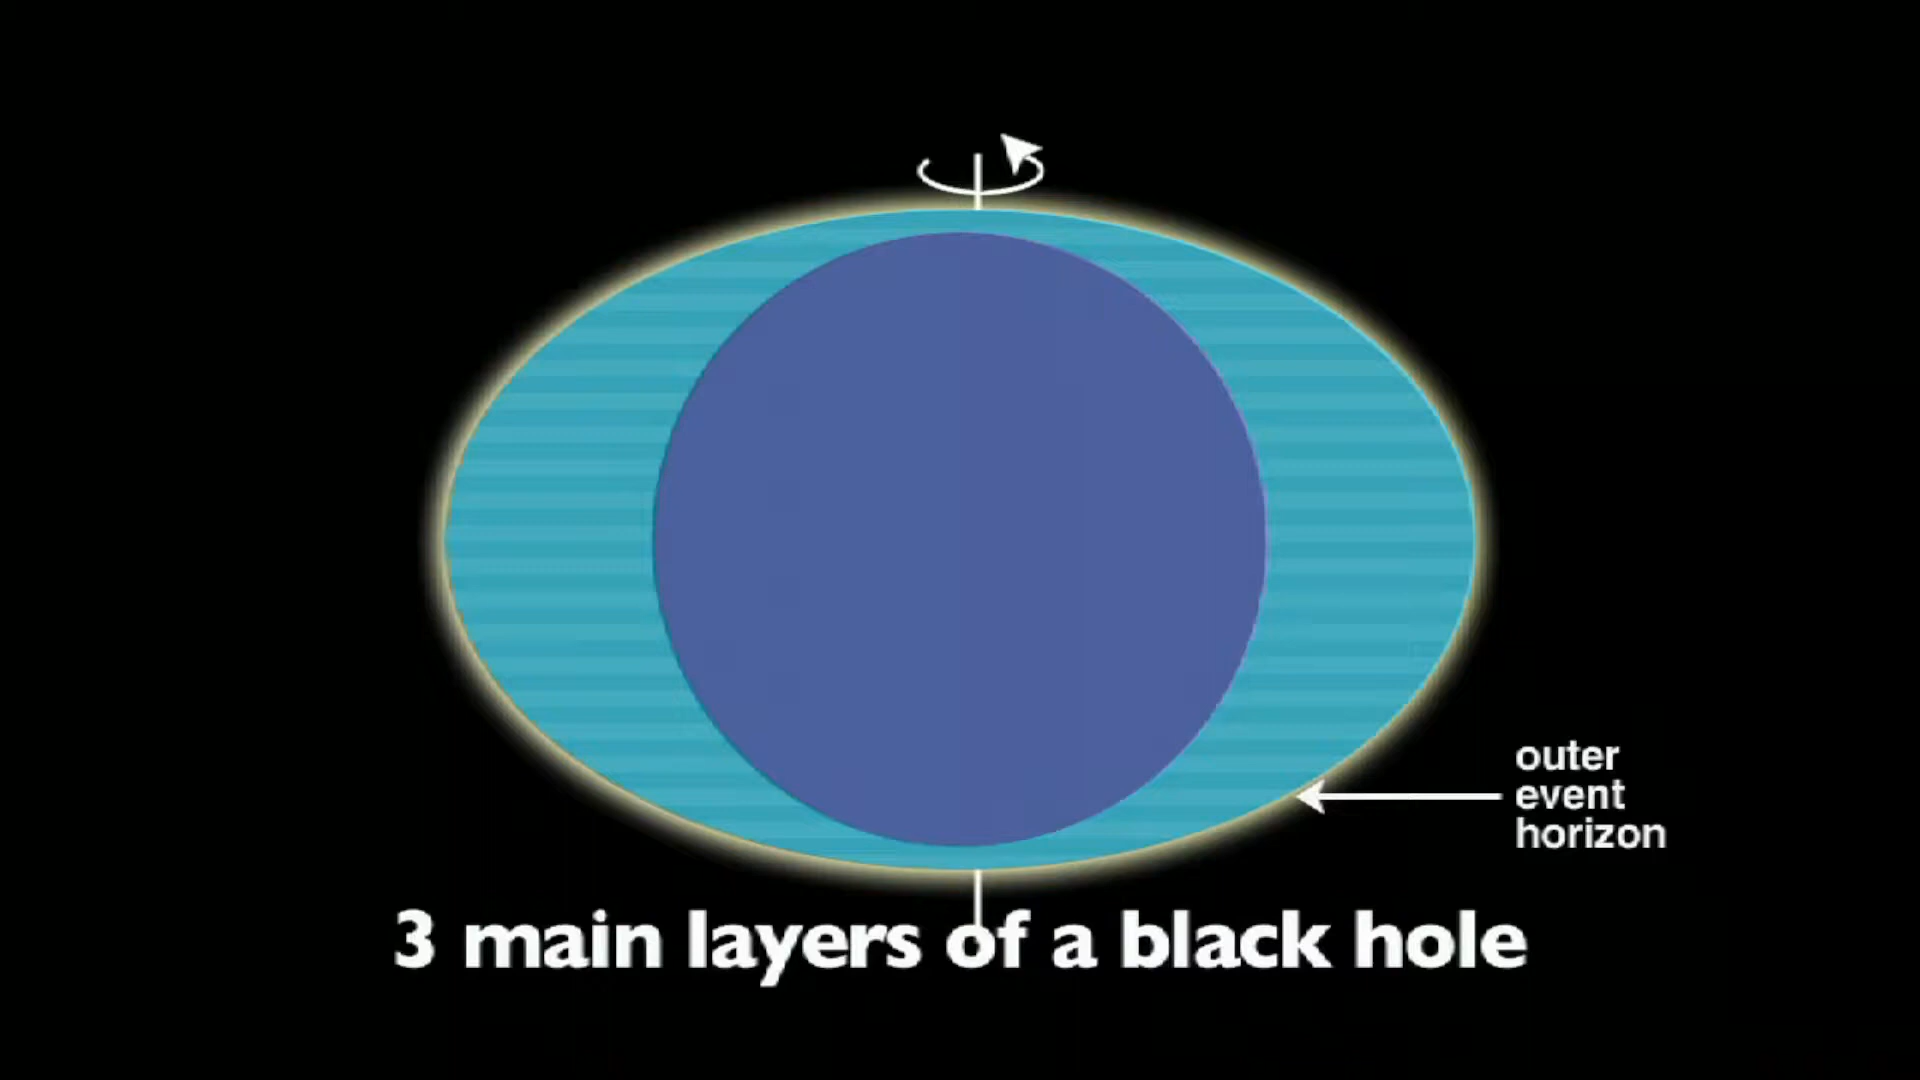 outer
event
horizon
3 main layers of a black hole